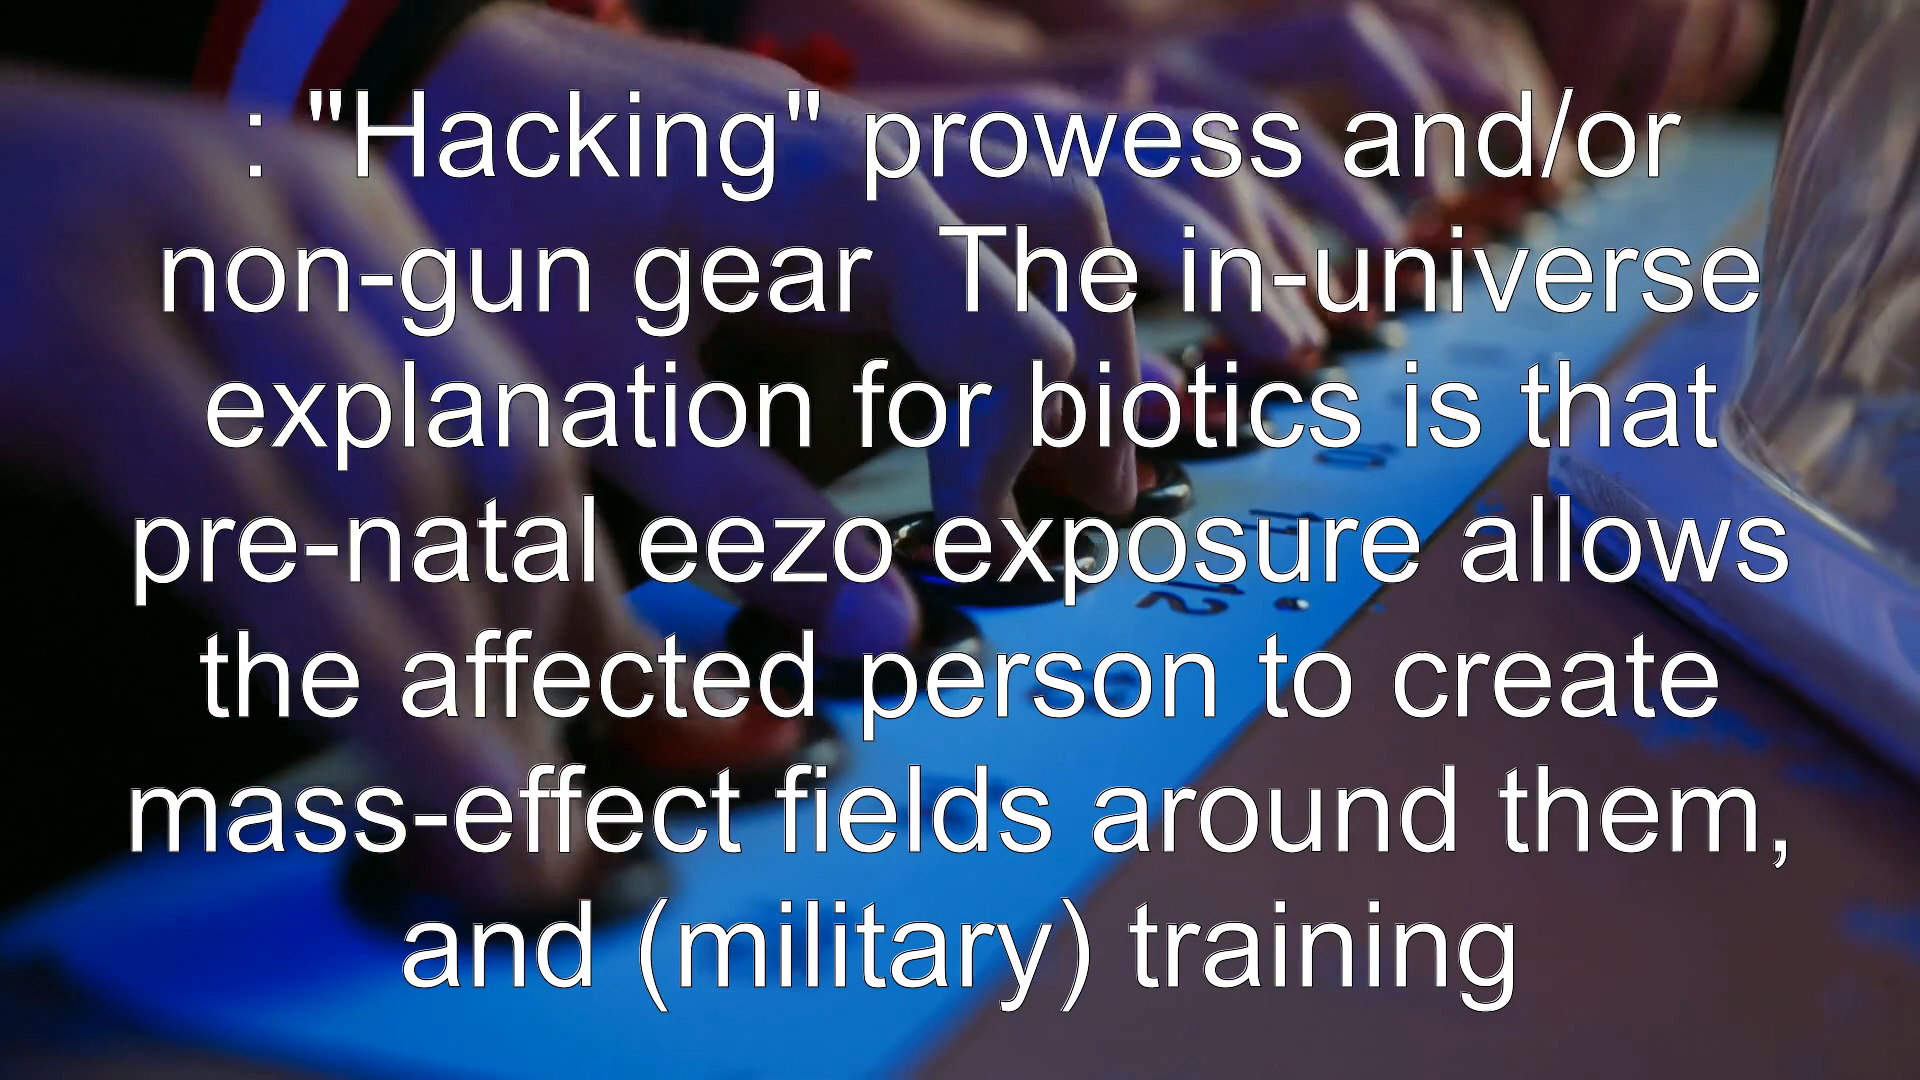 : "Hacking" prowess and/or
non-gun gear  The in-universe
explanation for biotics is that
pre-natal eezo exposure allows
the affected person to create
mass-effect fields around them,
and (military) training
12